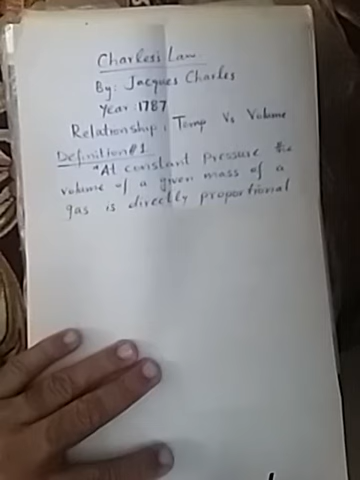 Charles's Law
By: Jacques Charles
Year: 1787
Relationship: Temp Vs Volume
Definition#1
"At constant Pressure the
volume of a given mass of a
gas is directly proportional